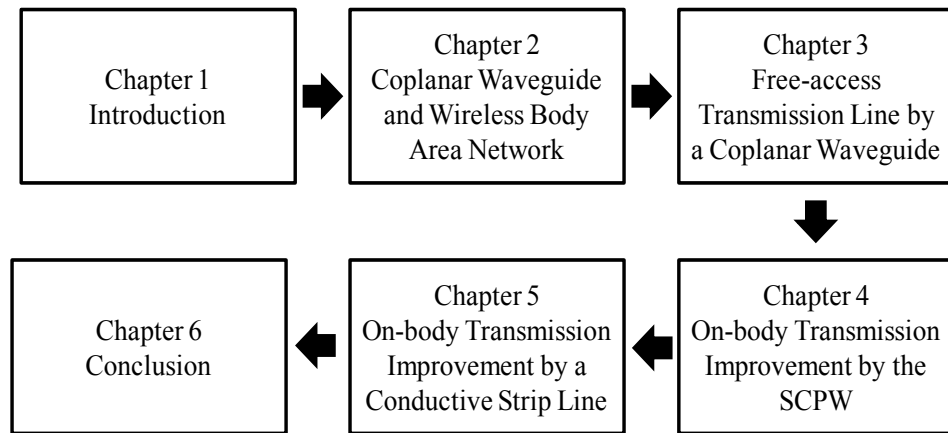 Chapter 1
Introduction
Chapter 2
Coplanar Waveguide
and Wireless Body
Area Network
Chapter 3
Free-access
Transmission Line by
a Coplanar Waveguide
Chapter 4
On-body Transmission
Improvement by the
SCPW
Chapter 5
On-body Transmission
Improvement by a
Conductive Strip Line
Chapter 6
Conclusion